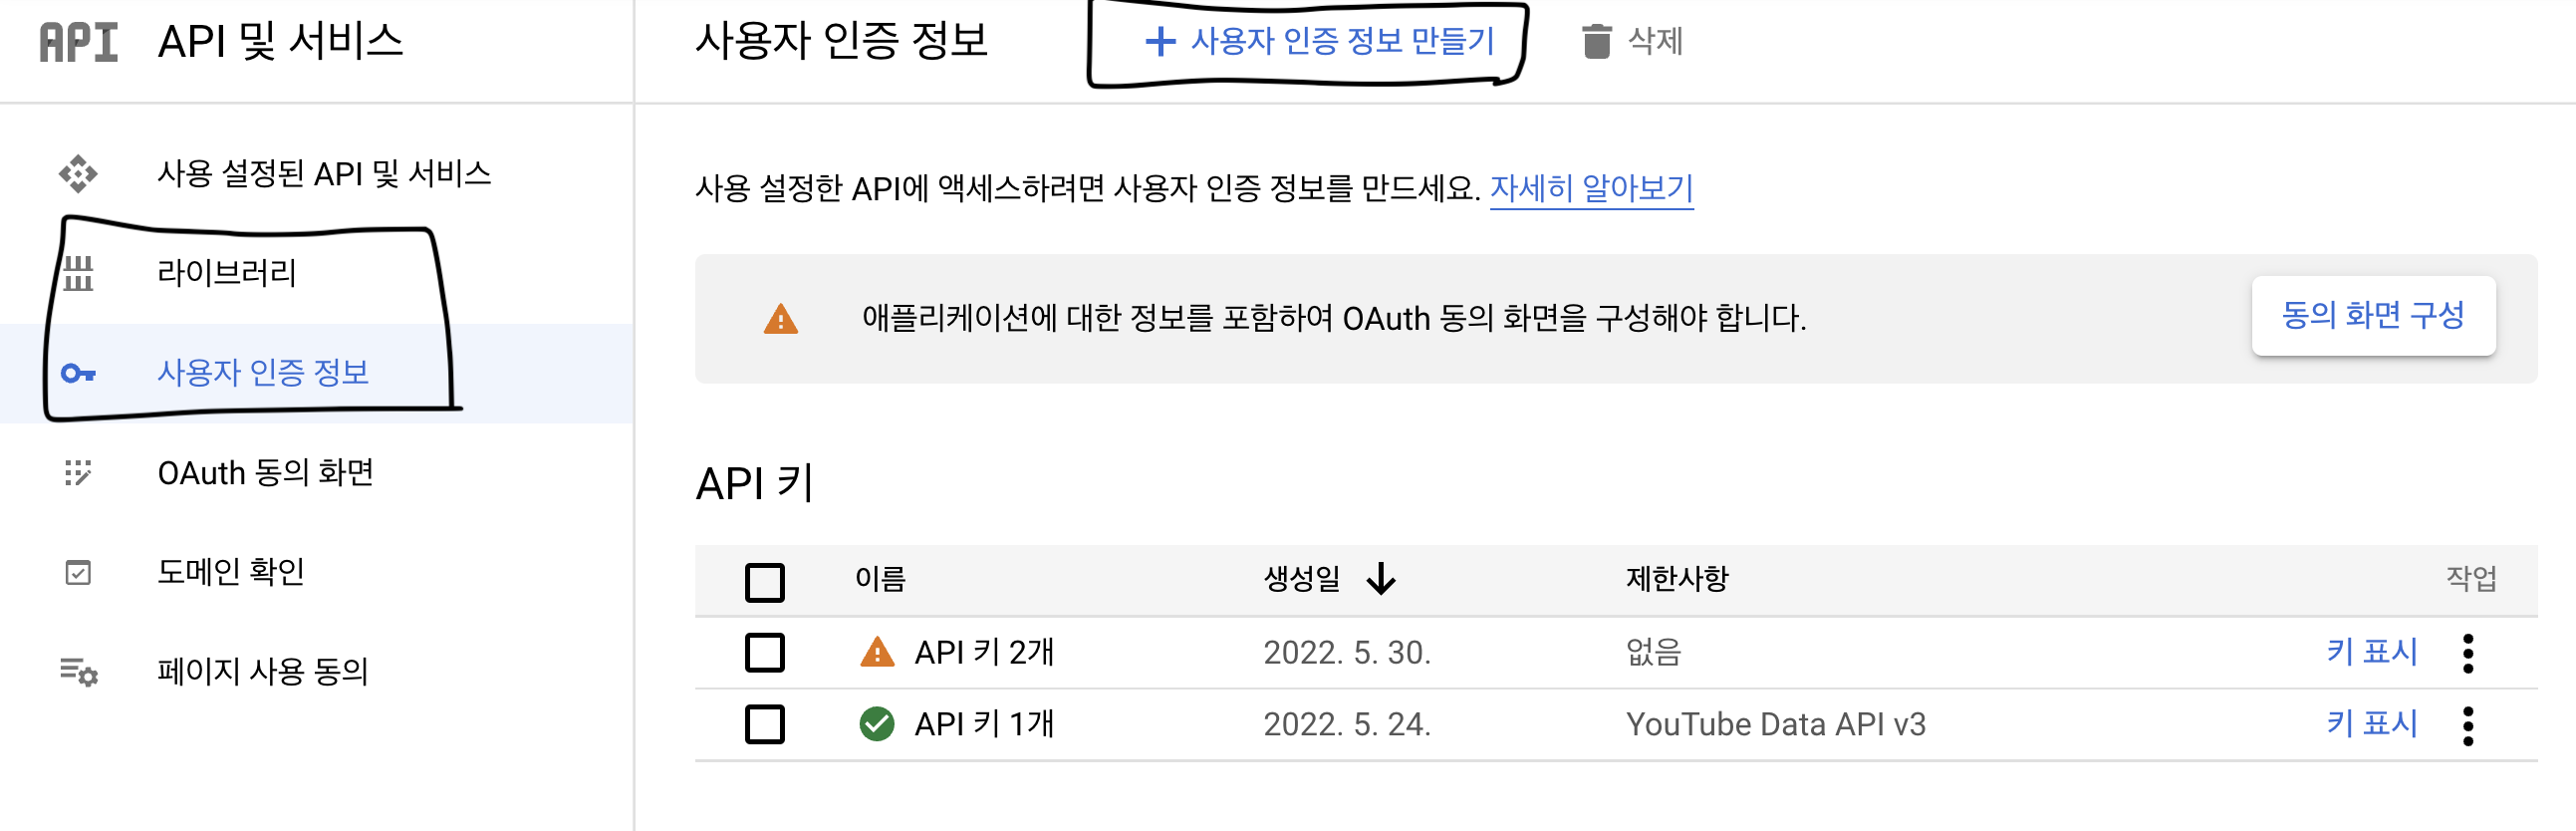 API API 및 서비스
사용 설정된 API 및 서비스
라이브러리
사용자 인증 정보
OAuth 동의 화면
도메인 확인
페이지 사용 동의
사용자 인증 정보 + 사용자 인증 정보 만들기 삭제
사용 설정한 API에 액세스하려면 사용자 인증 정보를 만드세요. 자세히 알아보기
애플리케이션에 대한 정보를 포함하여 OAuth 동의 화면을 구성해야 합니다. 동의 화면 구성
API 키
이름 생성일 제한사항 작업
API 키 2개 2022. 5. 30. 없음 키 표시
API 키 1개 2022. 5. 24. YouTube Data API v3 키 표시